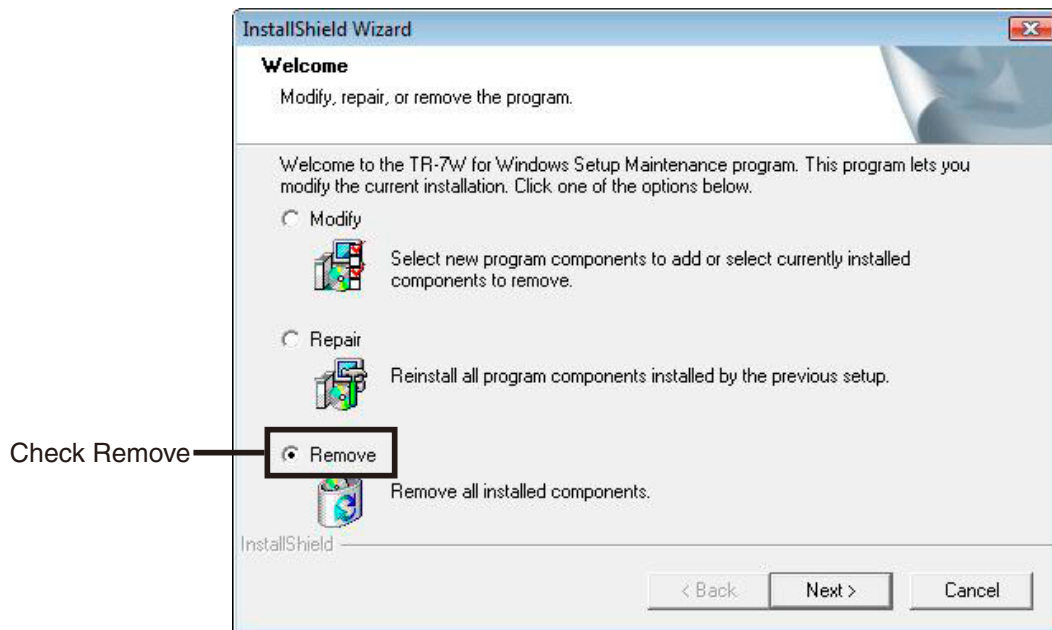 InstallShield Wizard
Welcome
Modify, repair, or remove the program.
Welcome to the TR-7W for Windows Setup Maintenance program. This program lets you
modify the current installation. Click one of the options below.
Modify
Select new program components to add or select currently installed
components to remove.
Repair
Reinstall all program components installed by the previous setup.
Check Remove
Remove
Remove all installed components.
InstallShield
< Back
Next >
Cancel